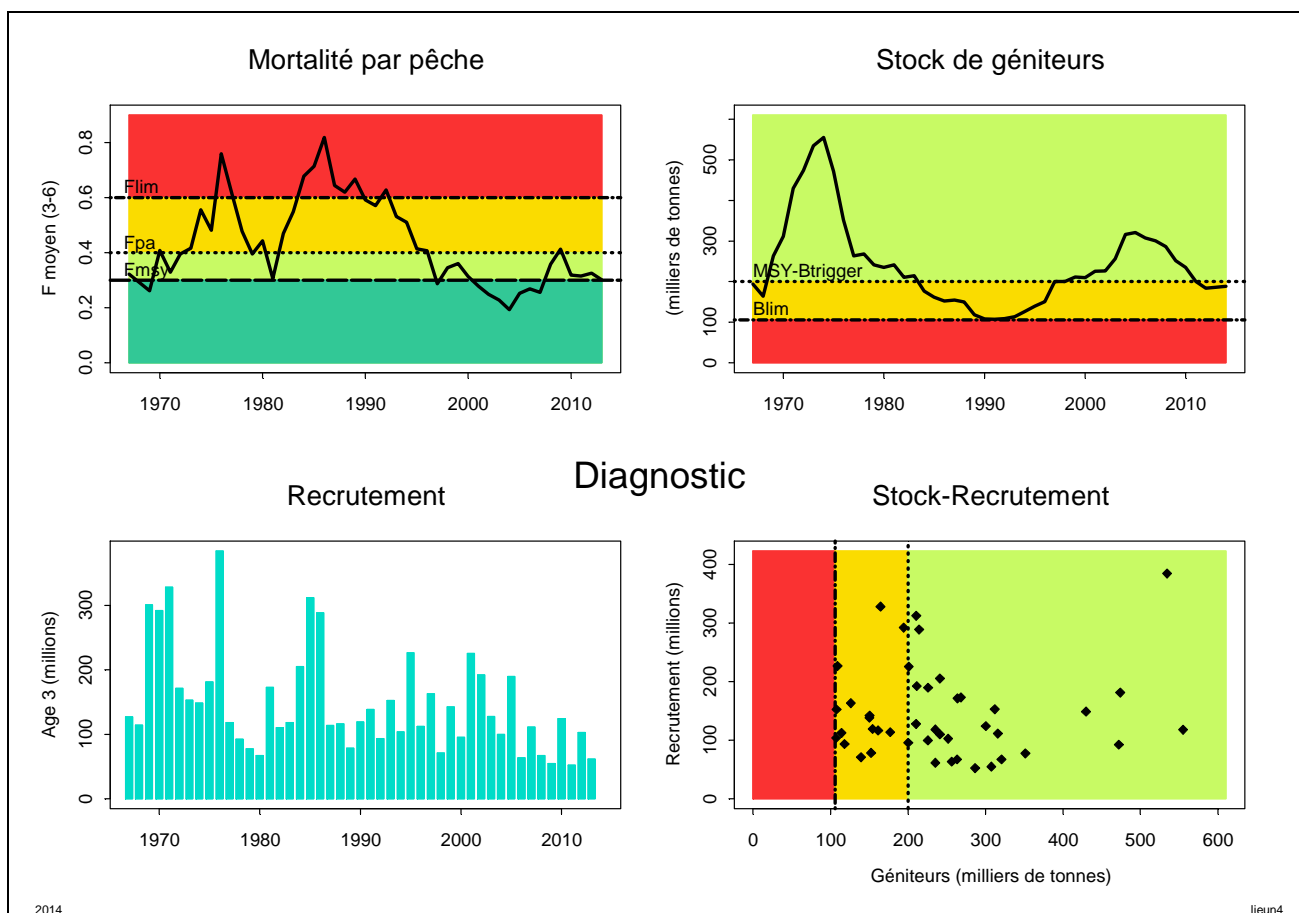 Mortalité par pêche
F moyen (3-6)
0.0 0.2 0.4 0.6 0.8
Flim
Fpa
Fmsy
1970 1980 1990 2000 2010
Stock de géniteurs
(milliers de tonnes)
0 100 300 500
MSY-Btrigger
Blim
1970 1980 1990 2000 2010
Diagnostic
Recrutement
Age 3 (millions)
0 100 200 300
1970 1980 1990 2000 2010
Stock-Recrutement
Recrutement (millions)
0 100 200 300 400
0 100 200 300 400 500 600
Géniteurs (milliers de tonnes)
2014
lieun4